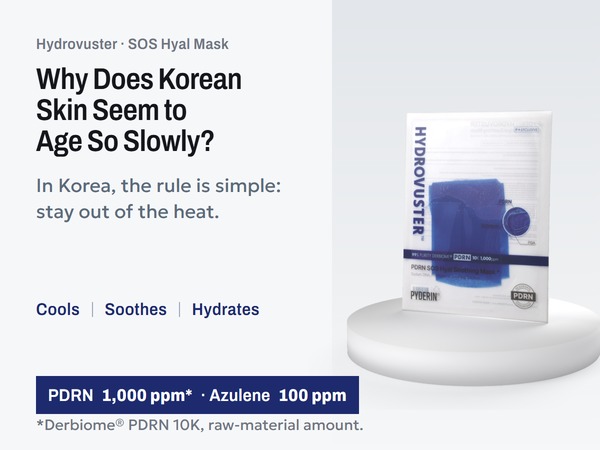 Hydrovuster · SOS Hyal Mask
Why Does Korean
Skin Seem to
Age So Slowly?
In Korea, the rule is simple:
stay out of the heat.
Cools | Soothes | Hydrates
PDRN 1,000 ppm* · Azulene 100 ppm
*Derbiome® PDRN 10K, raw-material amount.
HYDROVUSTER™
PDRN
PYDERIN
PDRN